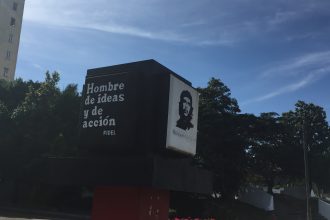 Hombre
de ideas
y de
acción
FIDEL